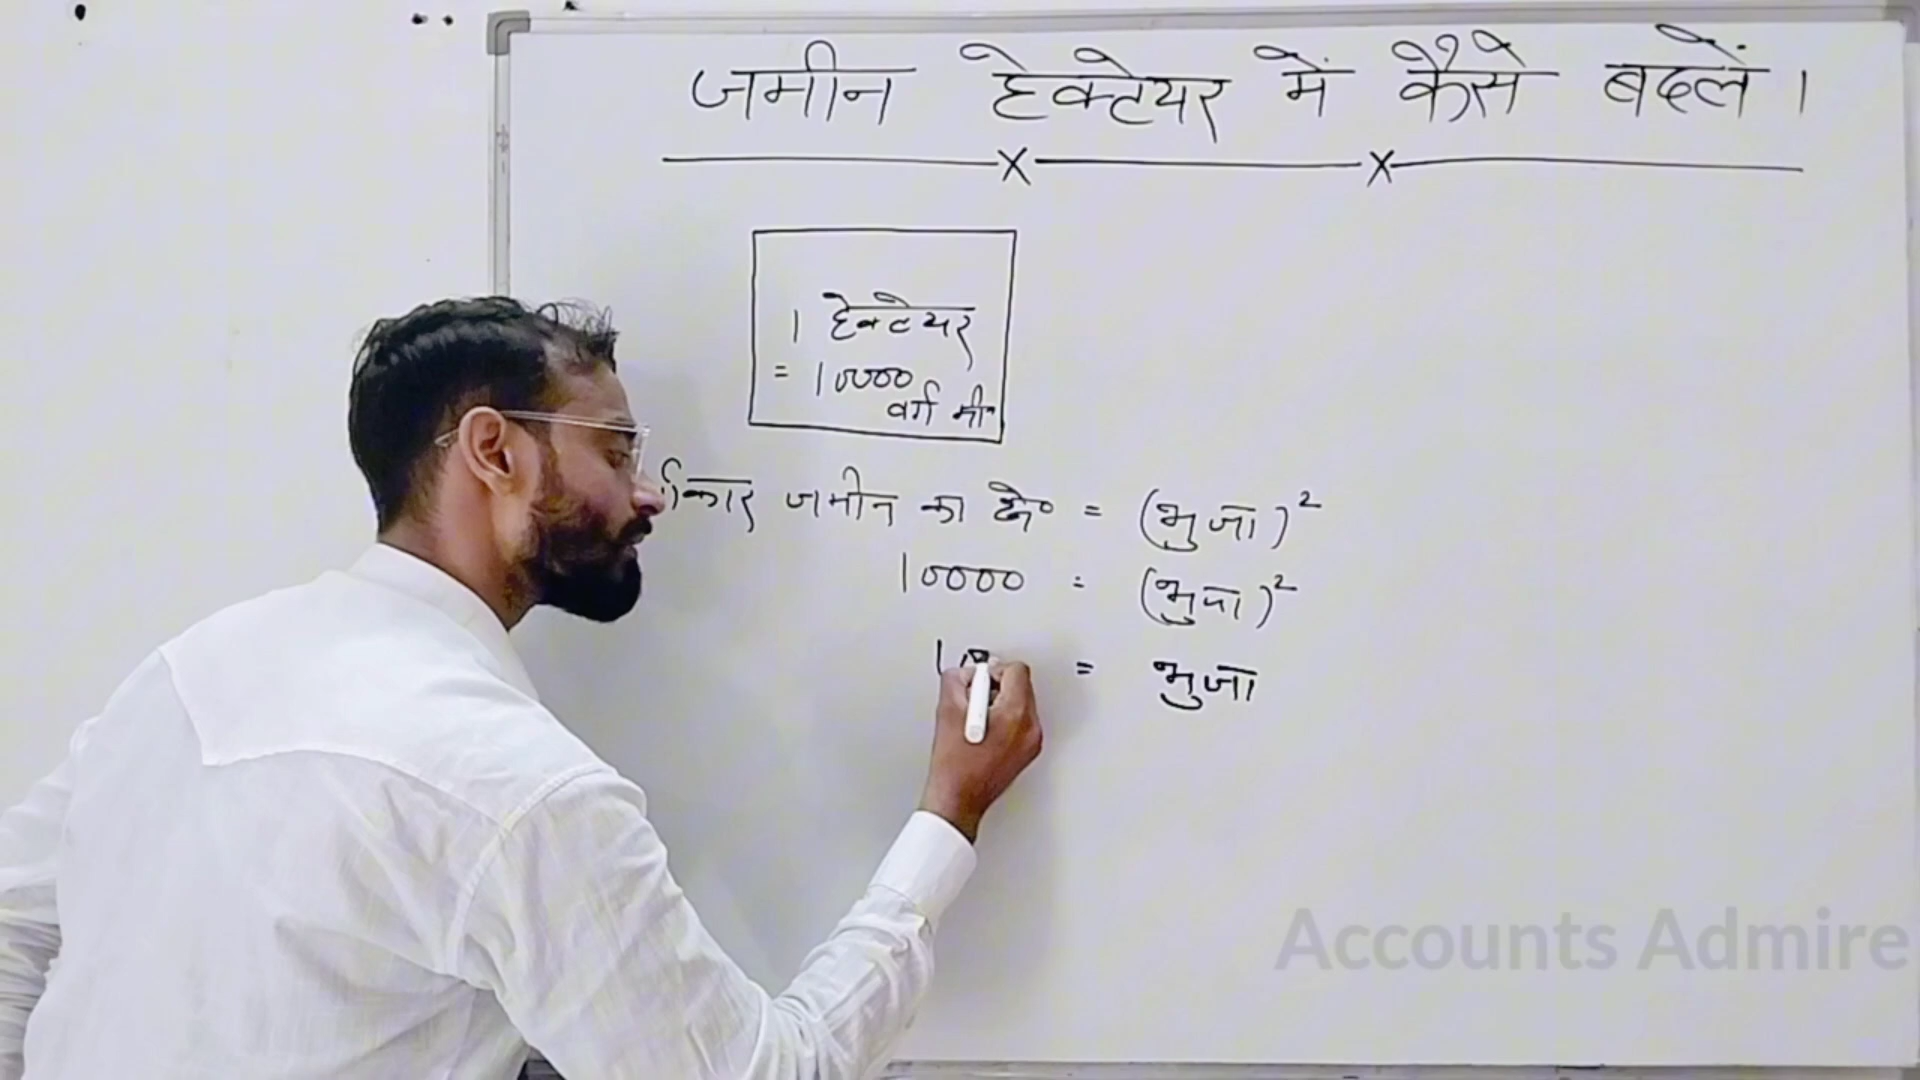 जमीन हेक्टेयर में कैसे बदलें ।
1 हेक्टेयर
= 10000
वर्ग मी
जमीन का क्षे० = (भुजा)²
10000 = (भुजा)²
= भुजा
Accounts Admire